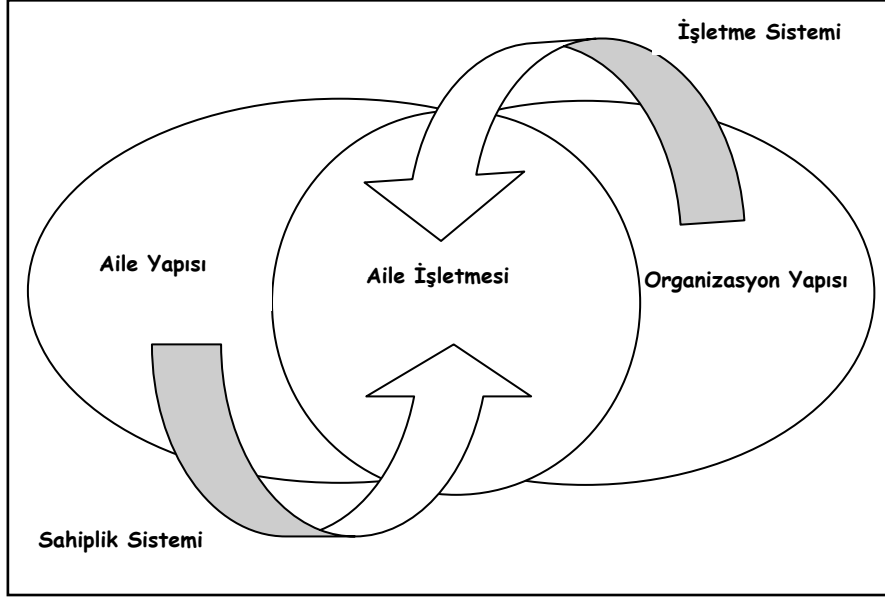 İşletme Sistemi
Aile Yapısı
Aile İşletmesi
Organizasyon Yapısı
Sahiplik Sistemi